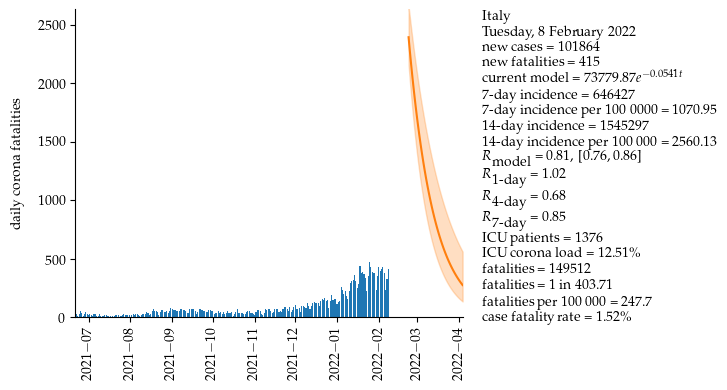 Italy
Tuesday, 8 February 2022
new cases = 101864
new fatalities = 415
current model = 73779.87e^{−0.0541t}
7-day incidence = 646427
7-day incidence per 100 0000 = 1070.95
14-day incidence = 1545297
14-day incidence per 100 000 = 2560.13
R_model = 0.81, [0.76, 0.86]
R_1-day = 1.02
R_4-day = 0.68
R_7-day = 0.85
ICU patients = 1376
ICU corona load = 12.51%
fatalities = 149512
fatalities = 1 in 403.71
fatalities per 100 000 = 247.7
case fatality rate = 1.52%
daily corona fatalities
2500
2000
1500
1000
500
0
2021−07
2021−08
2021−09
2021−10
2021−11
2021−12
2022−01
2022−02
2022−03
2022−04